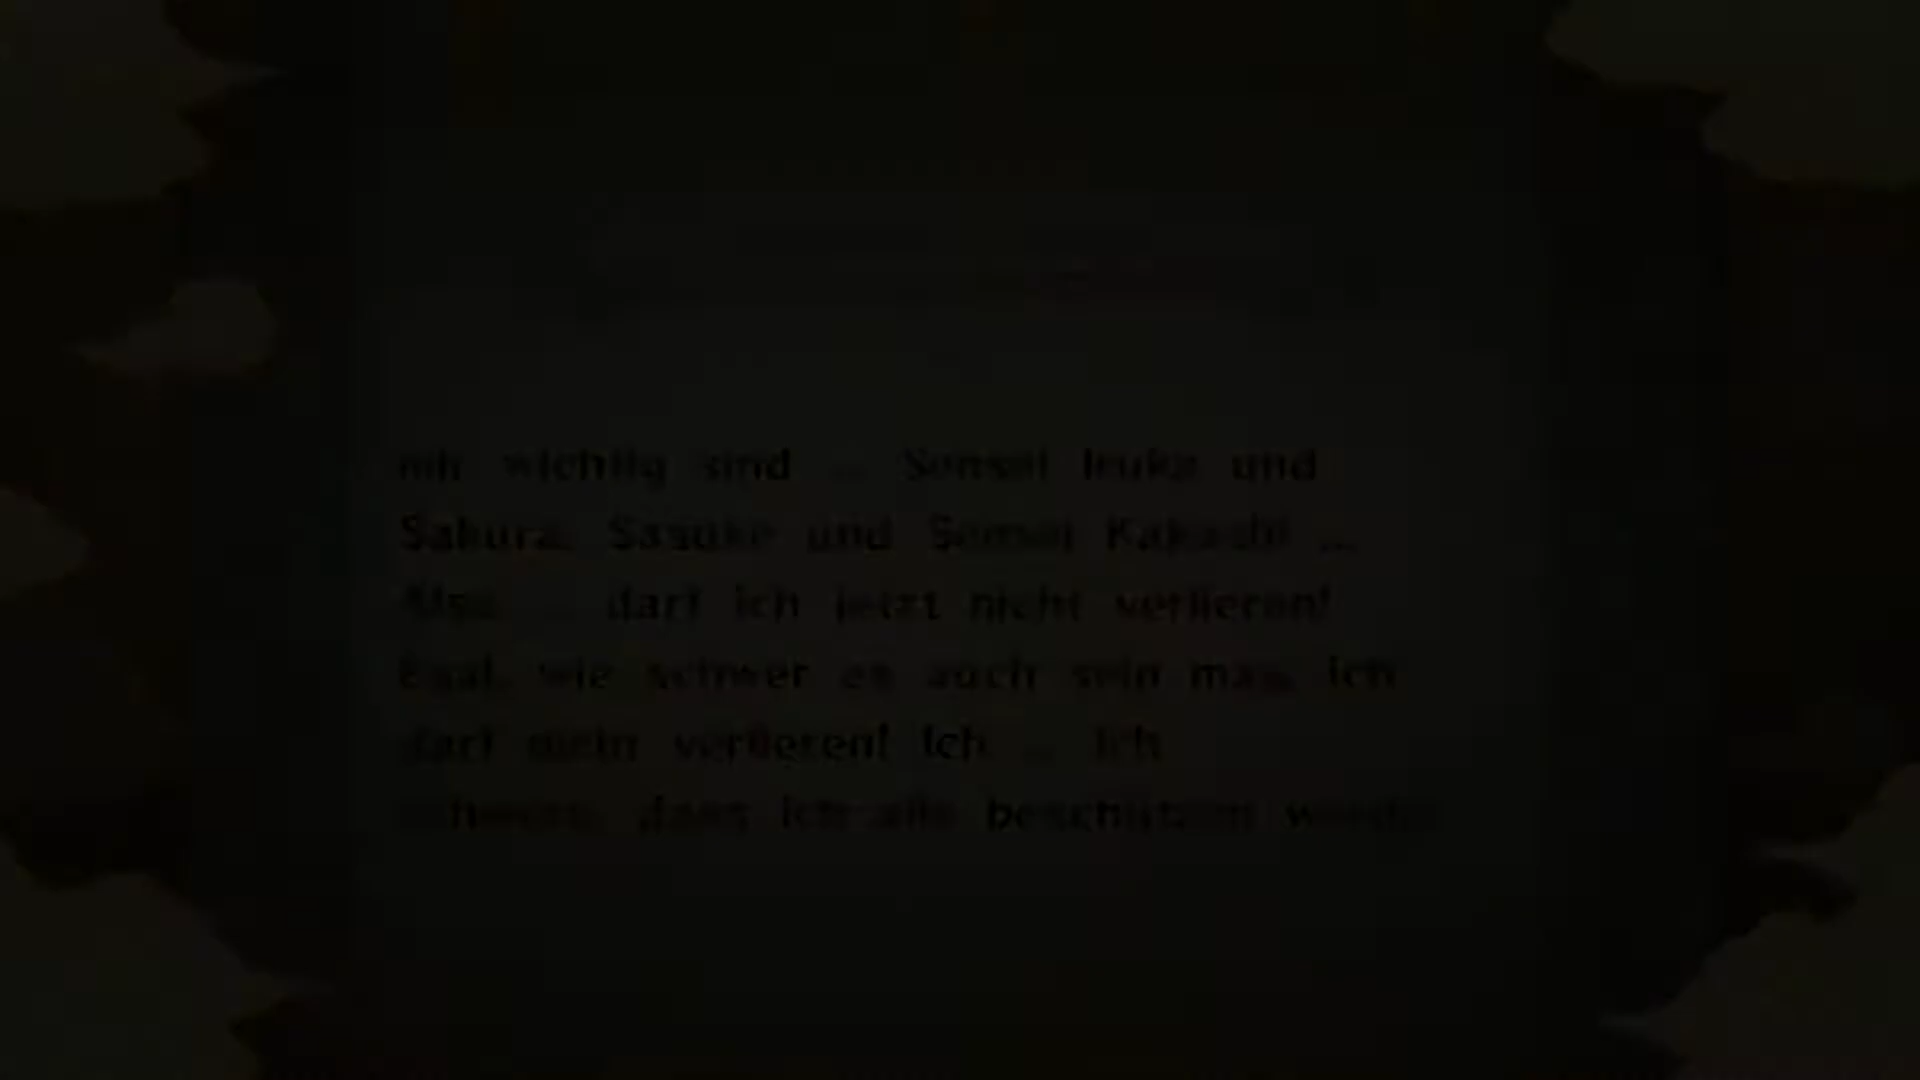 mir wichtig sind ... Sensei Iruka und
Sakura, Sasuke und Sensei Kakashi ...
Also ... darf ich jetzt nicht verlieren!
Egal, wie schwer es auch sein mag, ich
darf nicht verlieren! Ich ... ich
schwöre, dass ich alle beschützen werde